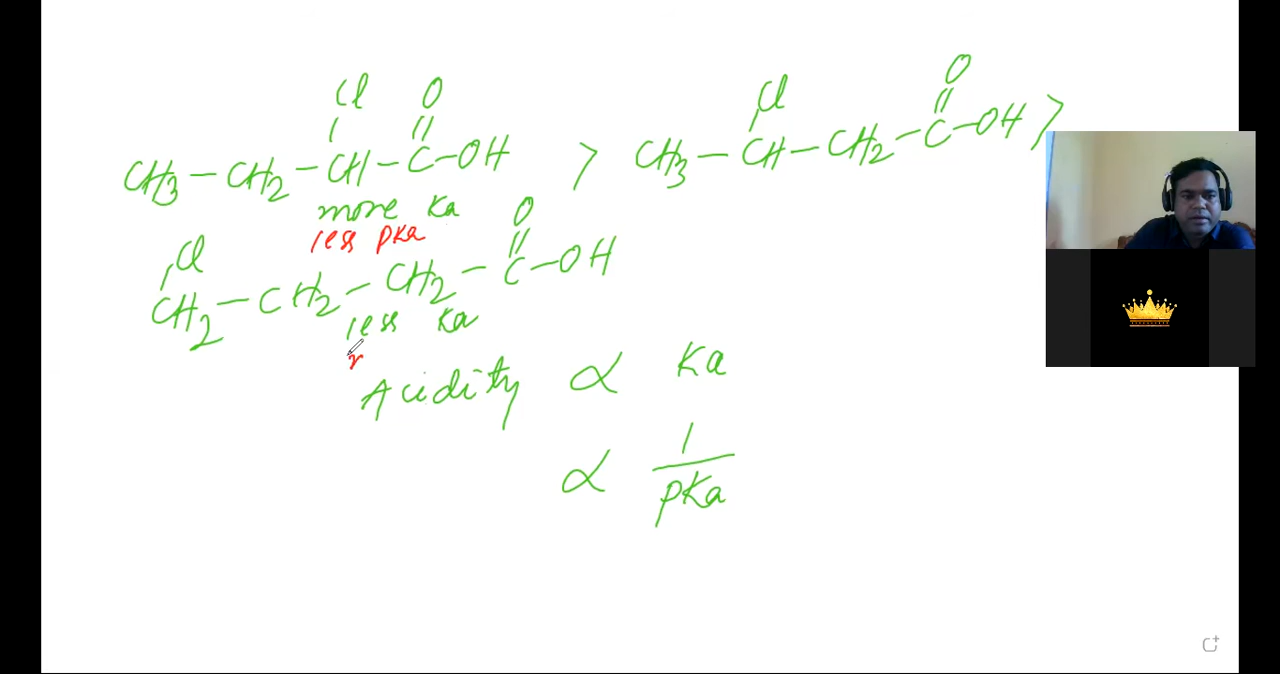 Cl O
CH3 – CH2 – CH – C – OH >
Cl O
CH3 – CH – CH2 – C – OH >
more Ka
less pKa
Cl O
CH2 – CH2 – CH2 – C – OH
less Ka
Acidity ∝ Ka
∝ 1/pKa